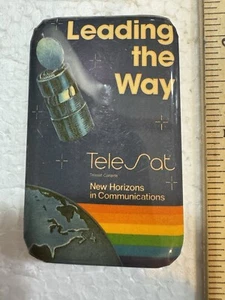 Leading
the
Way
TeleSat
New Horizons
in Communications